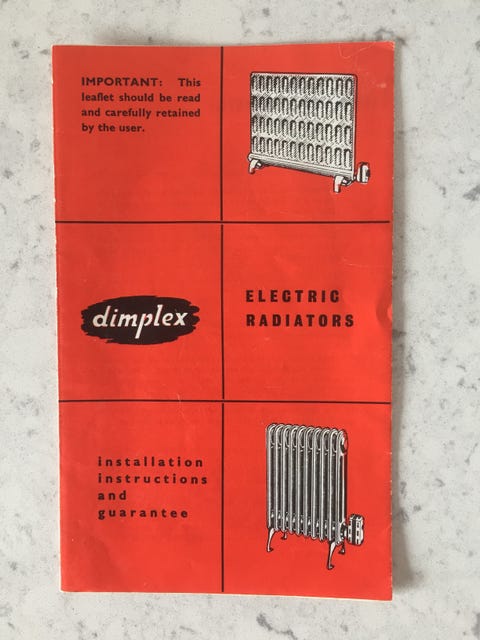 IMPORTANT: This
leaflet should be read
and carefully retained
by the user.
dimplex
ELECTRIC
RADIATORS
installation
instructions
and
guarantee